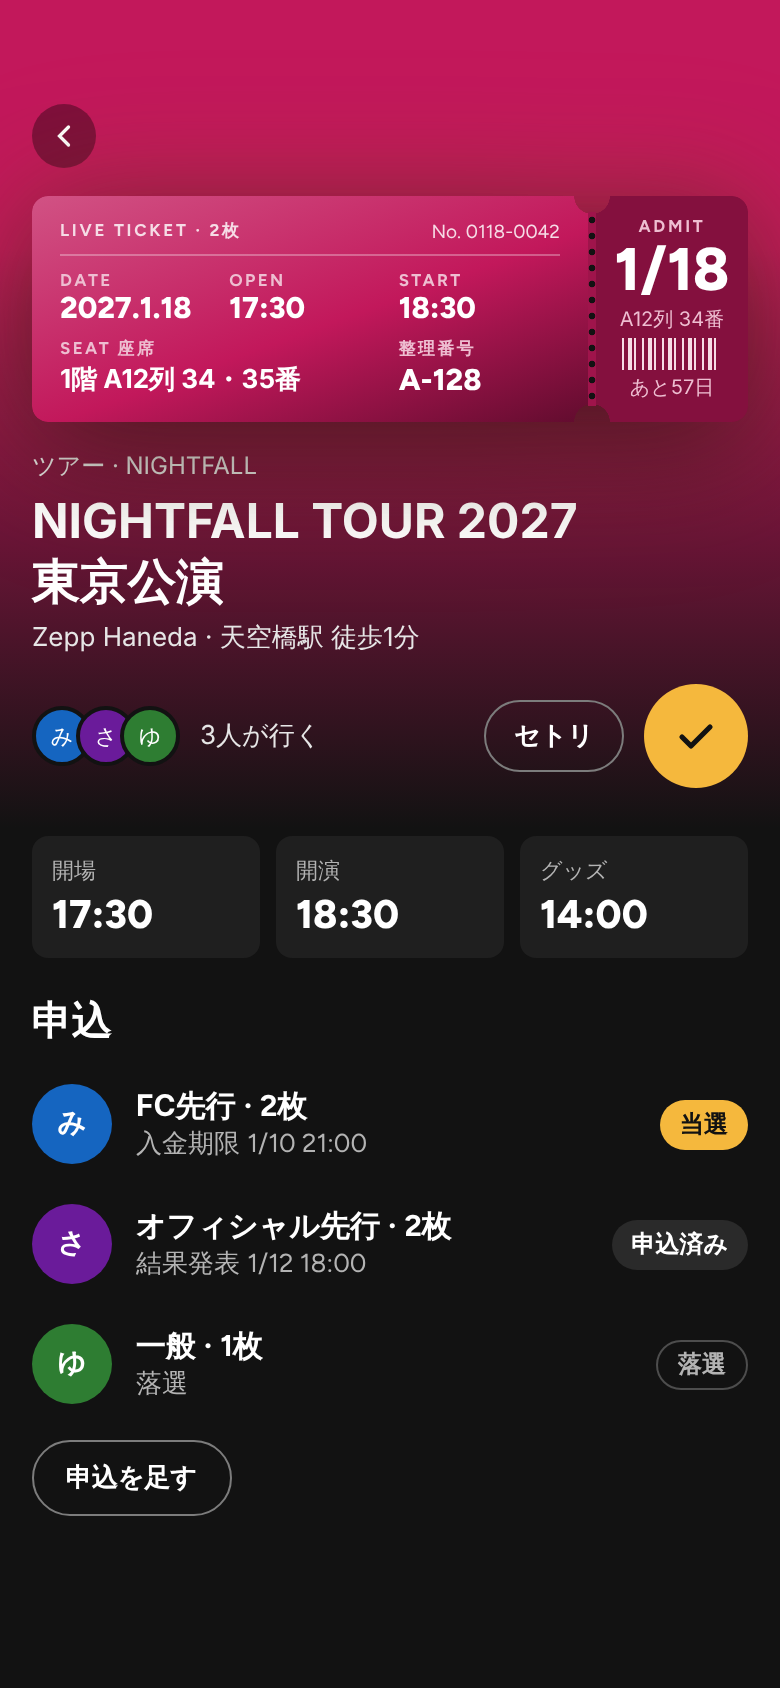 LIVE TICKET · 2枚
No. 0118-0042
DATE
OPEN
START
2027.1.18
17:30
18:30
SEAT 座席
整理番号
1階 A12列 34・35番
A-128
ADMIT
1/18
A12列 34番
あと57日
ツアー · NIGHTFALL
NIGHTFALL TOUR 2027
東京公演
Zepp Haneda · 天空橋駅 徒歩1分
み
さ
ゆ
3人が行く
セトリ
開場
17:30
開演
18:30
グッズ
14:00
申込
み
FC先行 · 2枚
入金期限 1/10 21:00
当選
さ
オフィシャル先行 · 2枚
結果発表 1/12 18:00
申込済み
ゆ
一般 · 1枚
落選
落選
申込を足す